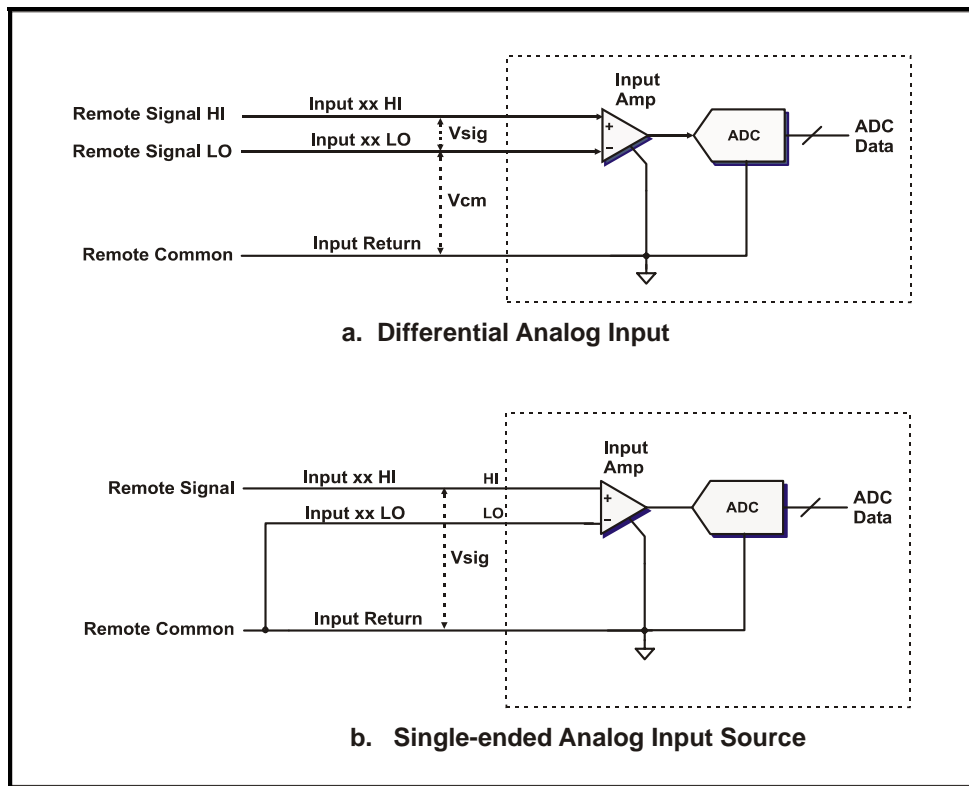 Input
Amp
Remote Signal HI
Input xx HI
+
Vsig
ADC
ADC
Data
Remote Signal LO
Input xx LO
−
Vcm
Remote Common
Input Return
a. Differential Analog Input
Input
Amp
Remote Signal
Input xx HI
HI
+
ADC
ADC
Data
Input xx LO
LO
−
Vsig
Remote Common
Input Return
b. Single-ended Analog Input Source